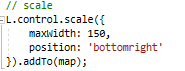 // scale
L.control.scale({
    maxWidth: 150,
    position: 'bottomright'
}).addTo(map);